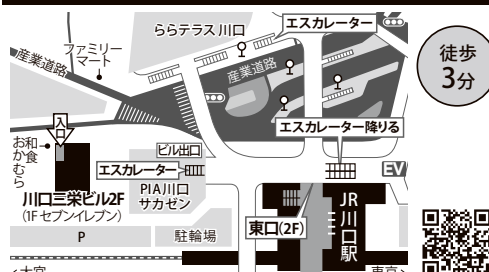 ららテラス川口
エスカレーター
ファミリー
マート
産業道路
産業道路
徒歩
3分
エスカレーター降りる
入口
和食
おかむら
ビル出口
エスカレーター
EV
川口三栄ビル2F
(1F セブンイレブン)
PIA川口
サカゼン
東口(2F)
JR川口駅
P
駐輪場
<大宮
東京>